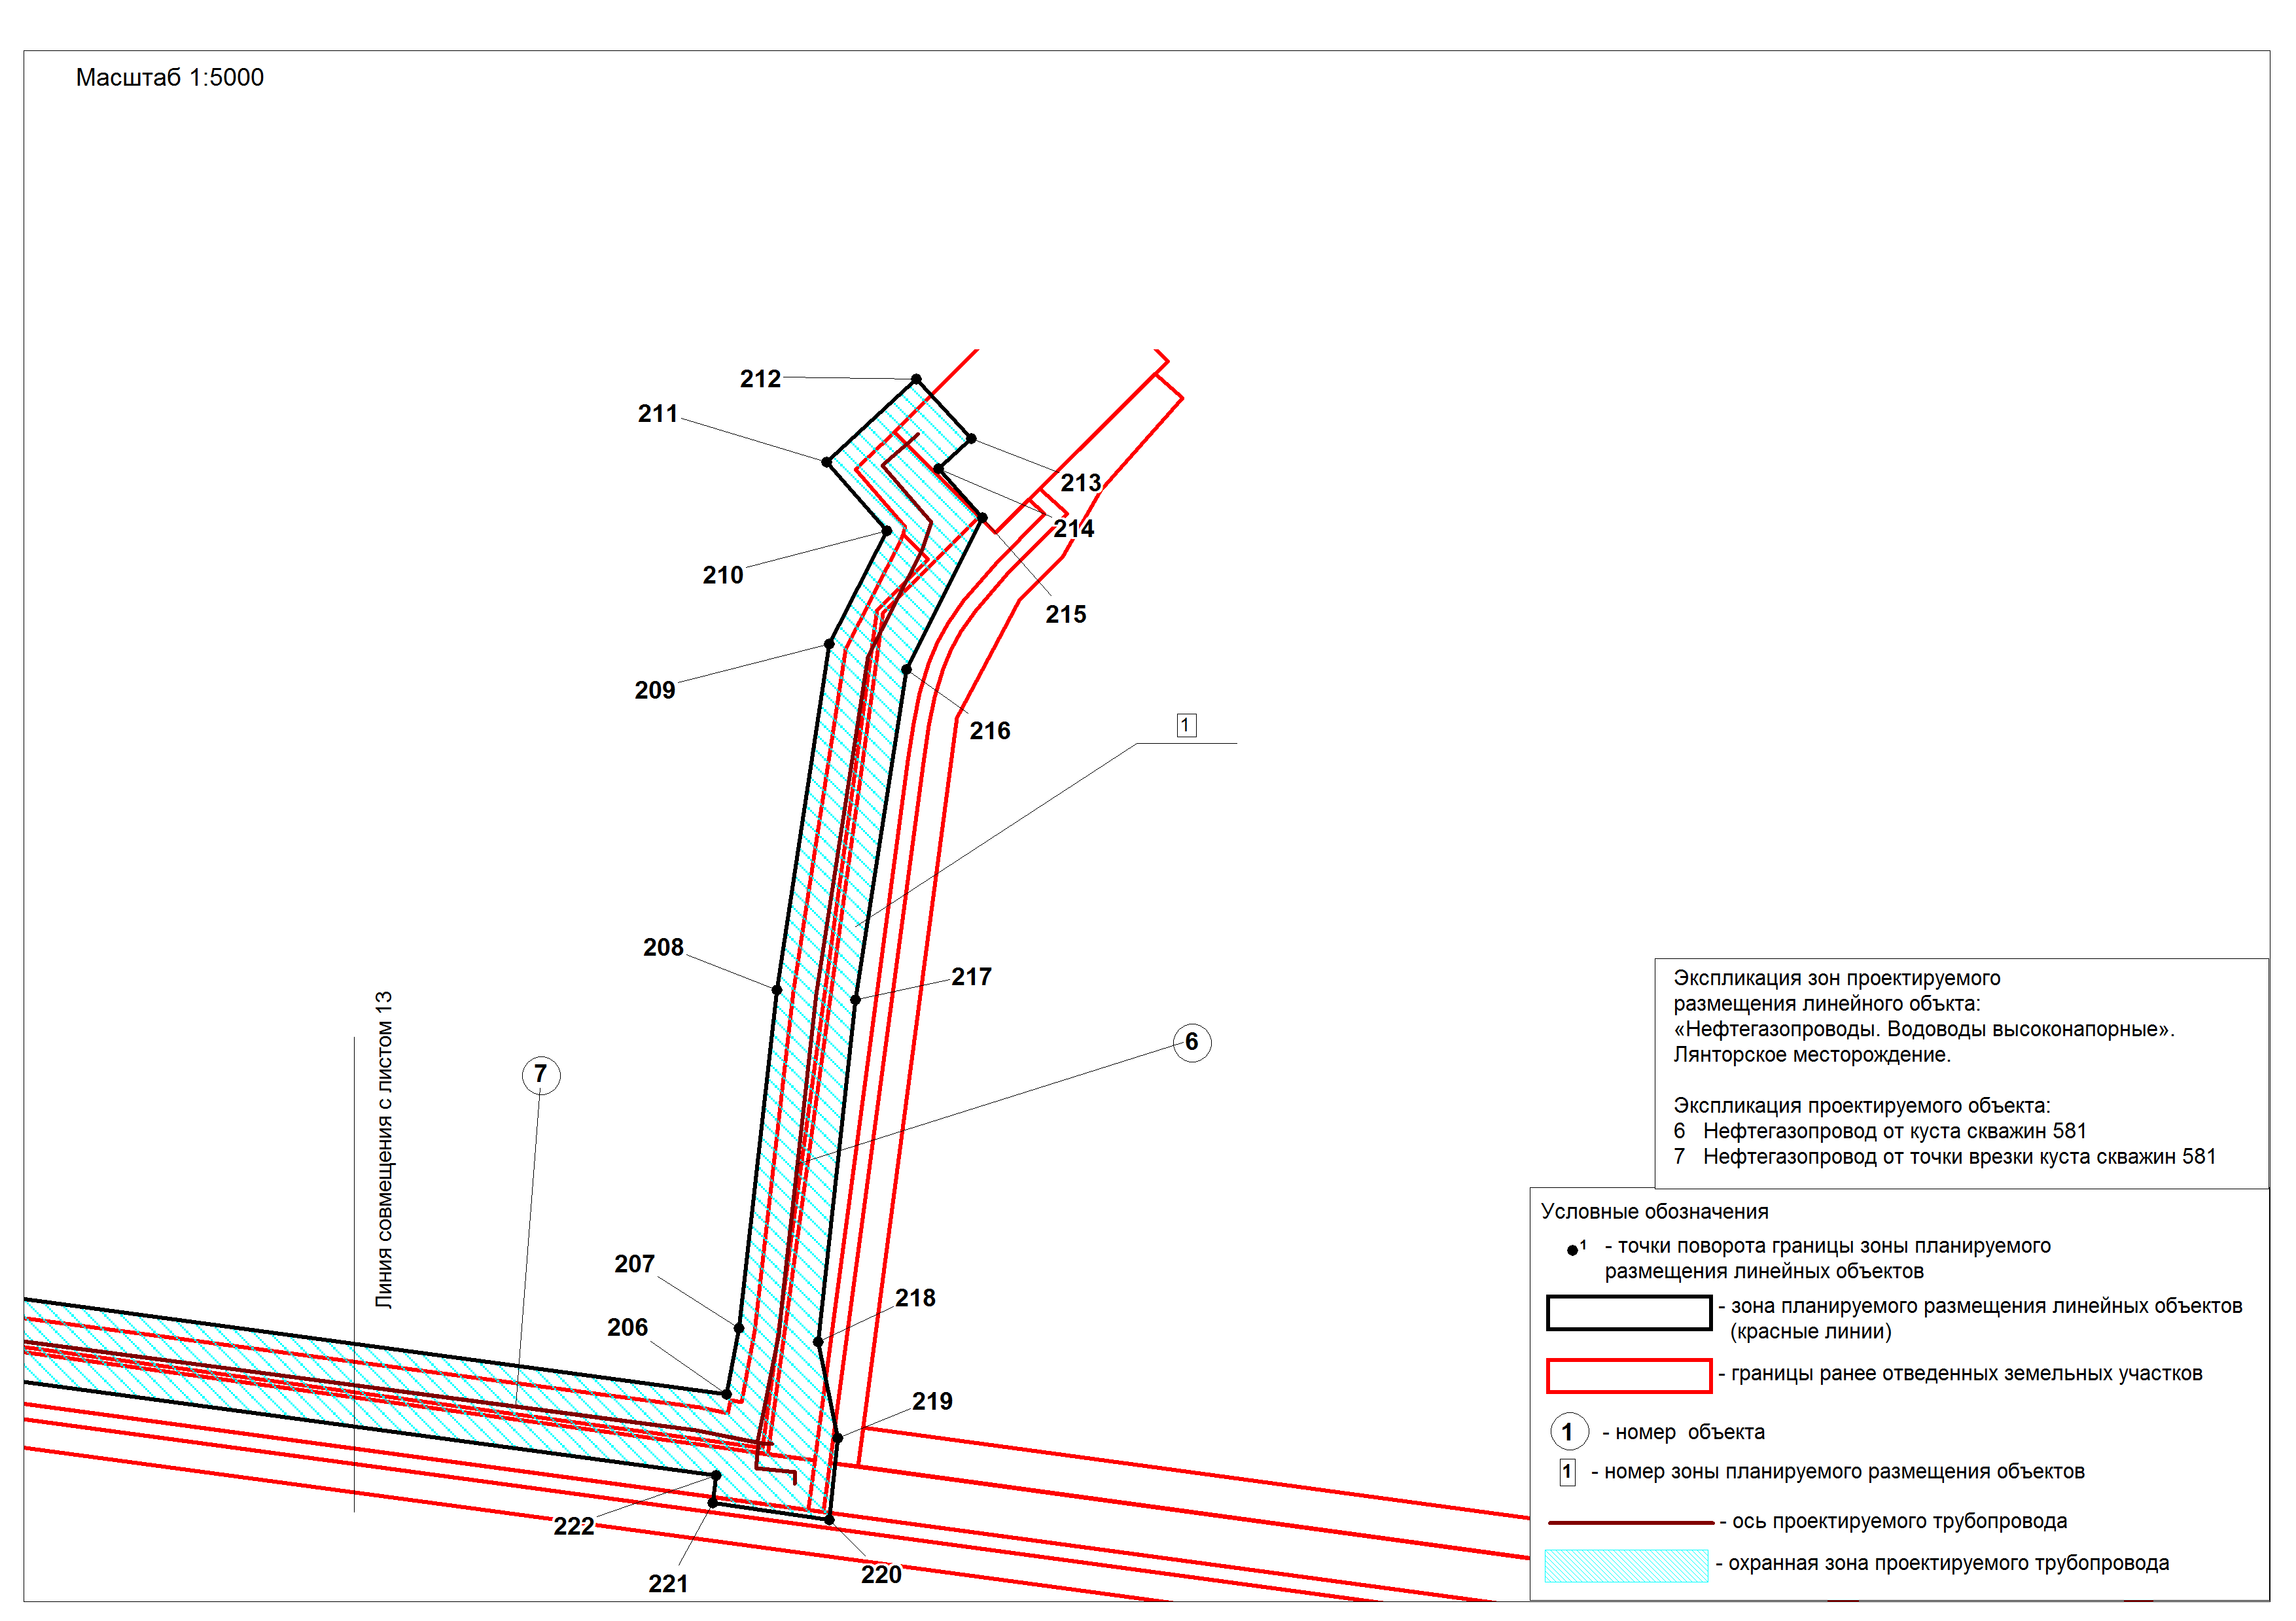 Масштаб 1:5000
212
211
213
214
210
215
209
216
1
208
217
6
7
Линия совмещения с листом 13
207
218
206
219
222
220
221
Экспликация зон проектируемого
размещения линейного объкта:
«Нефтегазопроводы. Водоводы высоконапорные».
Лянторское месторождение.
Экспликация проектируемого объекта:
6 Нефтегазопровод от куста скважин 581
7 Нефтегазопровод от точки врезки куста скважин 581
Условные обозначения
1 - точки поворота границы зоны планируемого
размещения линейных объектов
- зона планируемого размещения линейных объектов
(красные линии)
- границы ранее отведенных земельных участков
1 - номер объекта
1 - номер зоны планируемого размещения объектов
- ось проектируемого трубопровода
- охранная зона проектируемого трубопровода